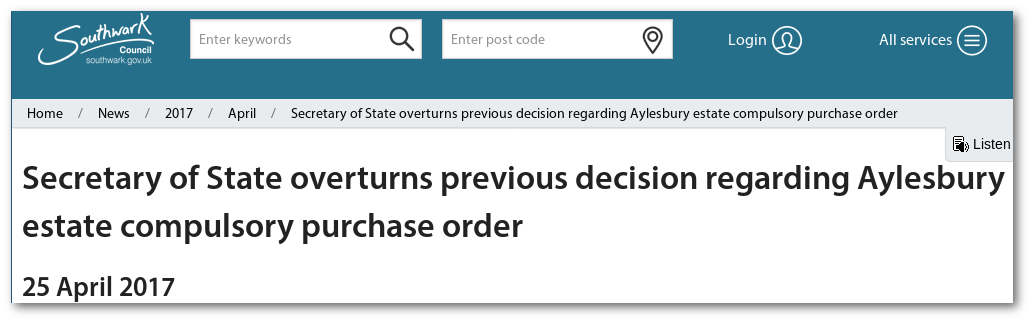 Southwark
Council
southwark.gov.uk
Enter keywords
Enter post code
Login
All services
Home / News / 2017 / April / Secretary of State overturns previous decision regarding Aylesbury estate compulsory purchase order
Listen
Secretary of State overturns previous decision regarding Aylesbury
estate compulsory purchase order
25 April 2017